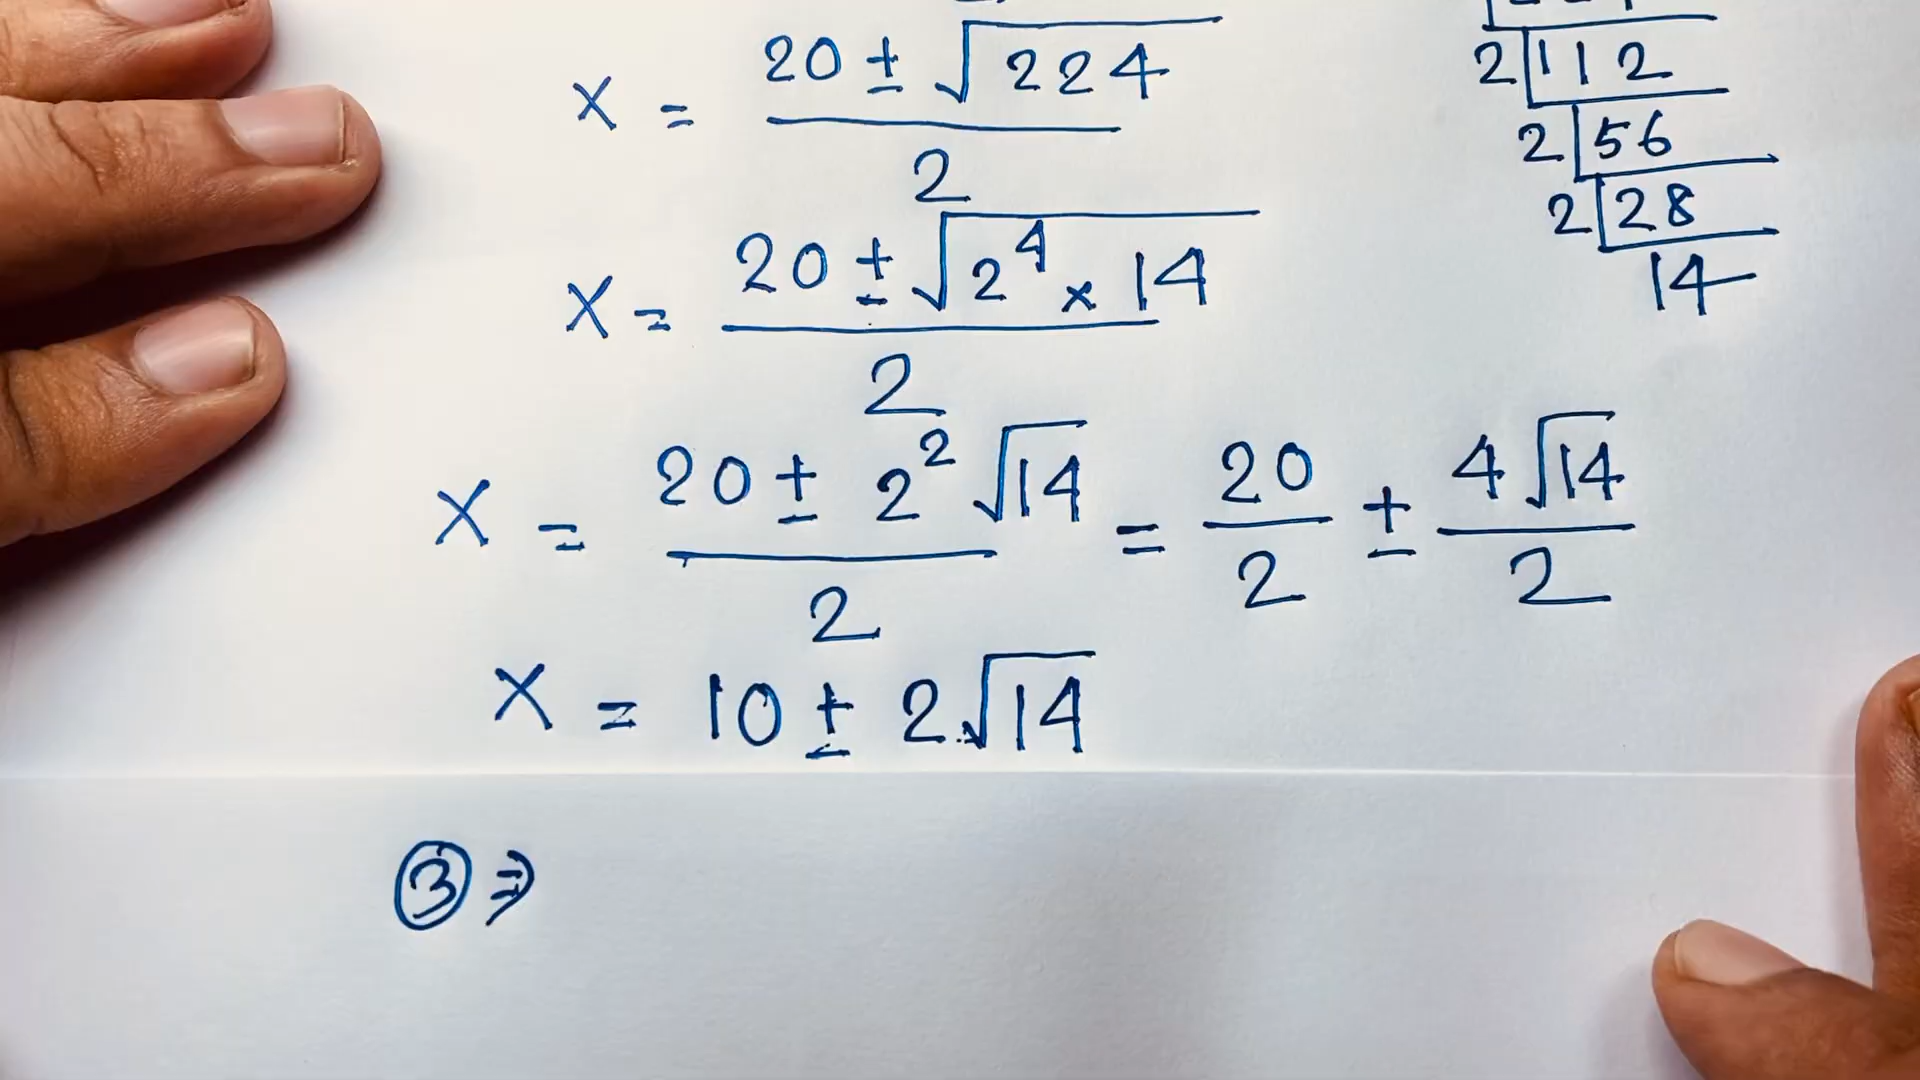 x = 20 ± √224 / 2
x = 20 ± √2⁴ × 14 / 2
x = 20 ± 2² √14 / 2 = 20 / 2 ± 4√14 / 2
x = 10 ± 2√14
③ ⇒
2 | 112
2 | 56
2 | 28
14